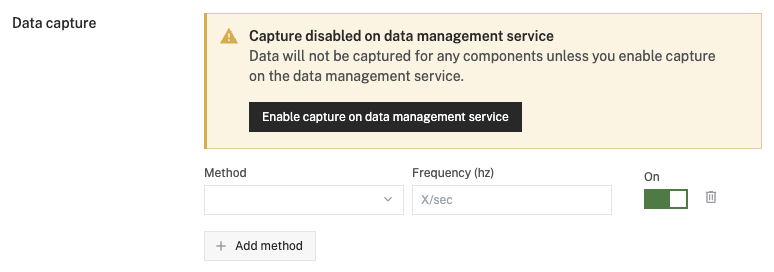 Data capture
Capture disabled on data management service
Data will not be captured for any components unless you enable capture
on the data management service.
Enable capture on data management service
Method
Frequency (hz)
On
X/sec
Add method